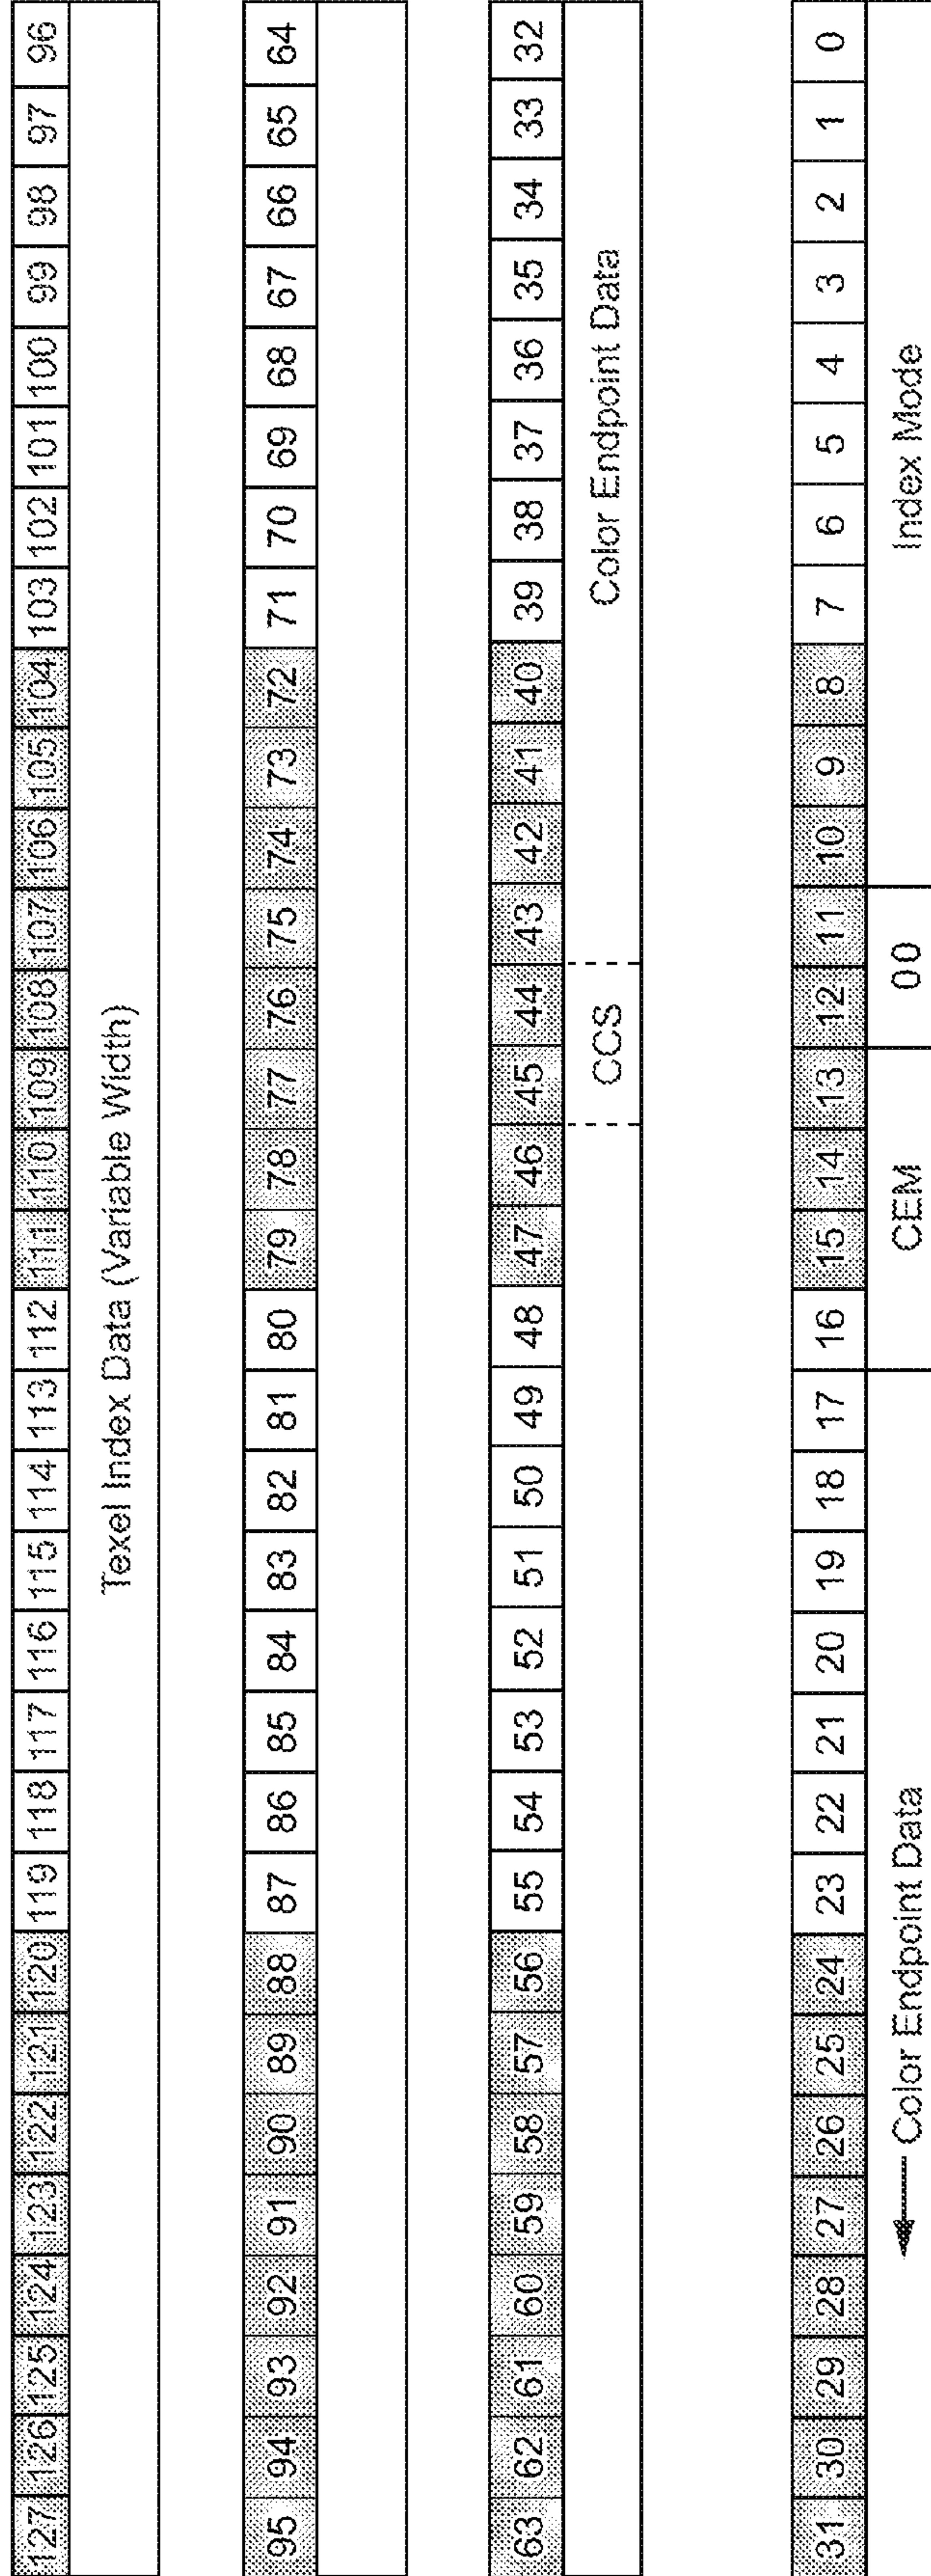 127 126 125 124 123 122 121 120 119 118 117 116 115 114 113 112 111 110 109 108 107 106 105 104 103 102 101 100 99 98 97 96
Texel Index Data (Variable Width)
95 94 93 92 91 90 89 88 87 86 85 84 83 82 81 80 79 78 77 76 75 74 73 72 71 70 69 68 67 66 65 64
63 62 61 60 59 58 57 56 55 54 53 52 51 50 49 48 47 46 45 44 43 42 41 40 39 38 37 36 35 34 33 32
CCS Color Endpoint Data
31 30 29 28 27 26 25 24 23 22 21 20 19 18 17 16 15 14 13 12 11 10 9 8 7 6 5 4 3 2 1 0
Color Endpoint Data CEM 00 Index Mode